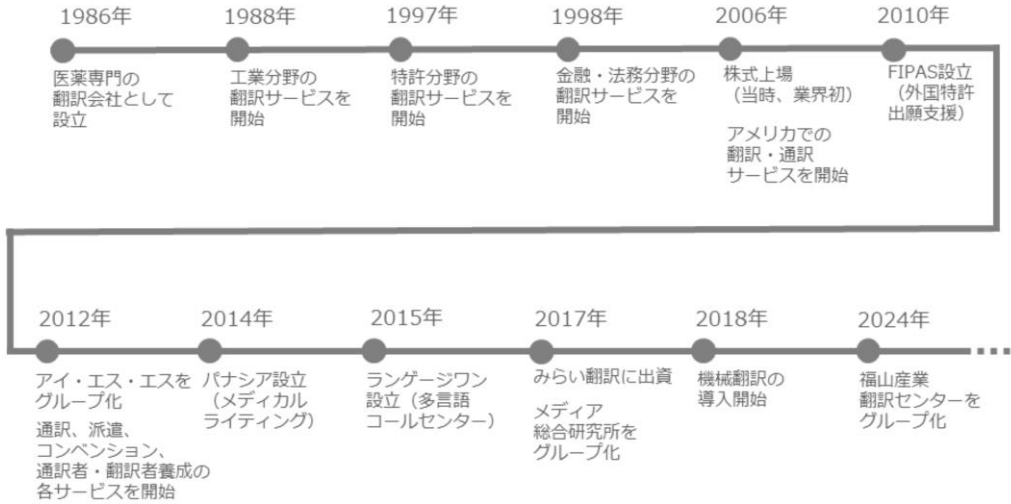 1986年
医薬専門の
翻訳会社として
設立
1988年
工業分野の
翻訳サービスを
開始
1997年
特許分野の
翻訳サービスを
開始
1998年
金融・法務分野の
翻訳サービスを
開始
2006年
株式上場
（当時、業界初）
アメリカでの
翻訳・通訳
サービスを開始
2010年
FIPAS設立
（外国特許
出願支援）
2012年
アイ・エス・エスを
グループ化
通訳、派遣、
コンベンション、
通訳者・翻訳者養成の
各サービスを開始
2014年
パナシア設立
（メディカル
ライティング）
2015年
ランゲージワン
設立（多言語
コールセンター）
2017年
みらい翻訳に出資
メディア
総合研究所を
グループ化
2018年
機械翻訳の
導入開始
2024年
福山産業
翻訳センターを
グループ化